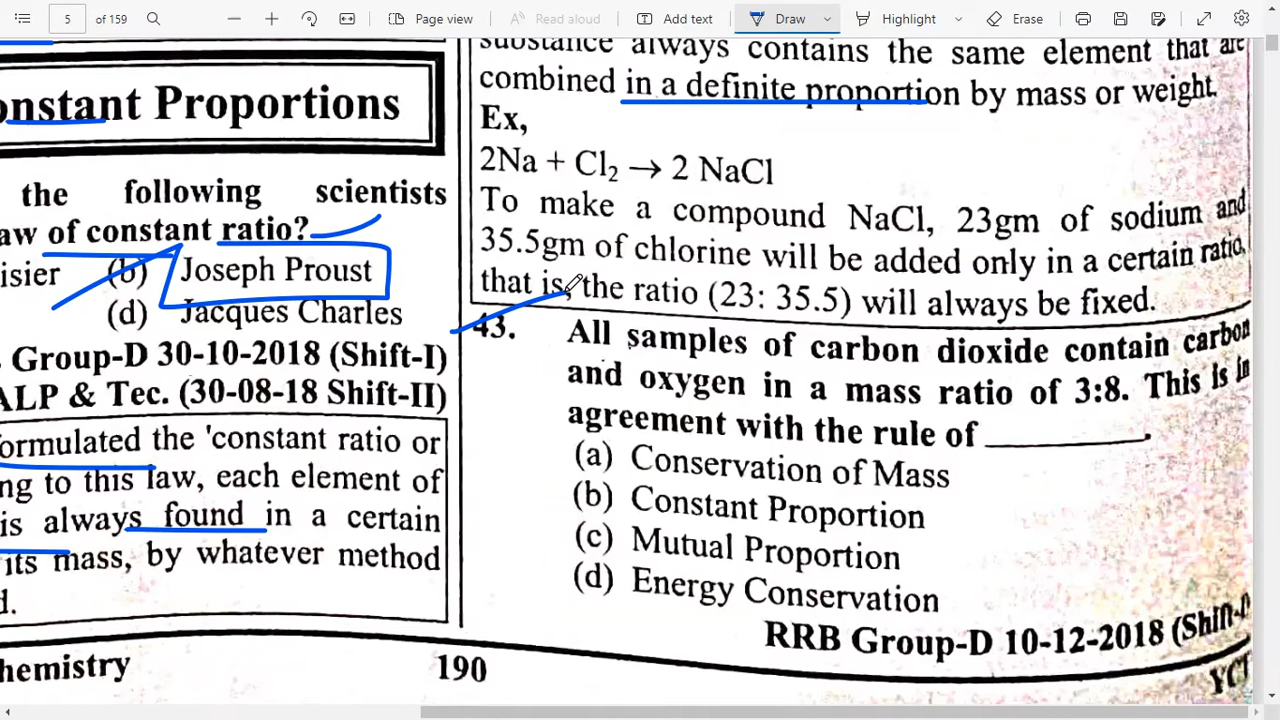 5 of 159
Page view
Read aloud
Add text
Draw
Highlight
Erase
onstant Proportions
the following scientists
aw of constant ratio?
isier (b) Joseph Proust
(d) Jacques Charles
. Group-D 30-10-2018 (Shift-I)
ALP & Tec. (30-08-18 Shift-II)
ormulated the 'constant ratio or
ng to this law, each element of
is always found in a certain
its mass, by whatever method
d.
hemistry
190
substance always contains the same element that are
combined in a definite proportion by mass or weight.
Ex,
2Na + Cl₂ → 2 NaCl
To make a compound NaCl, 23gm of sodium and
35.5gm of chlorine will be added only in a certain ratio,
that is, the ratio (23: 35.5) will always be fixed.
43. All samples of carbon dioxide contain carbon
and oxygen in a mass ratio of 3:8. This is in
agreement with the rule of ____________.
(a) Conservation of Mass
(b) Constant Proportion
(c) Mutual Proportion
(d) Energy Conservation
RRB Group-D 10-12-2018 (Shift-I
YCT